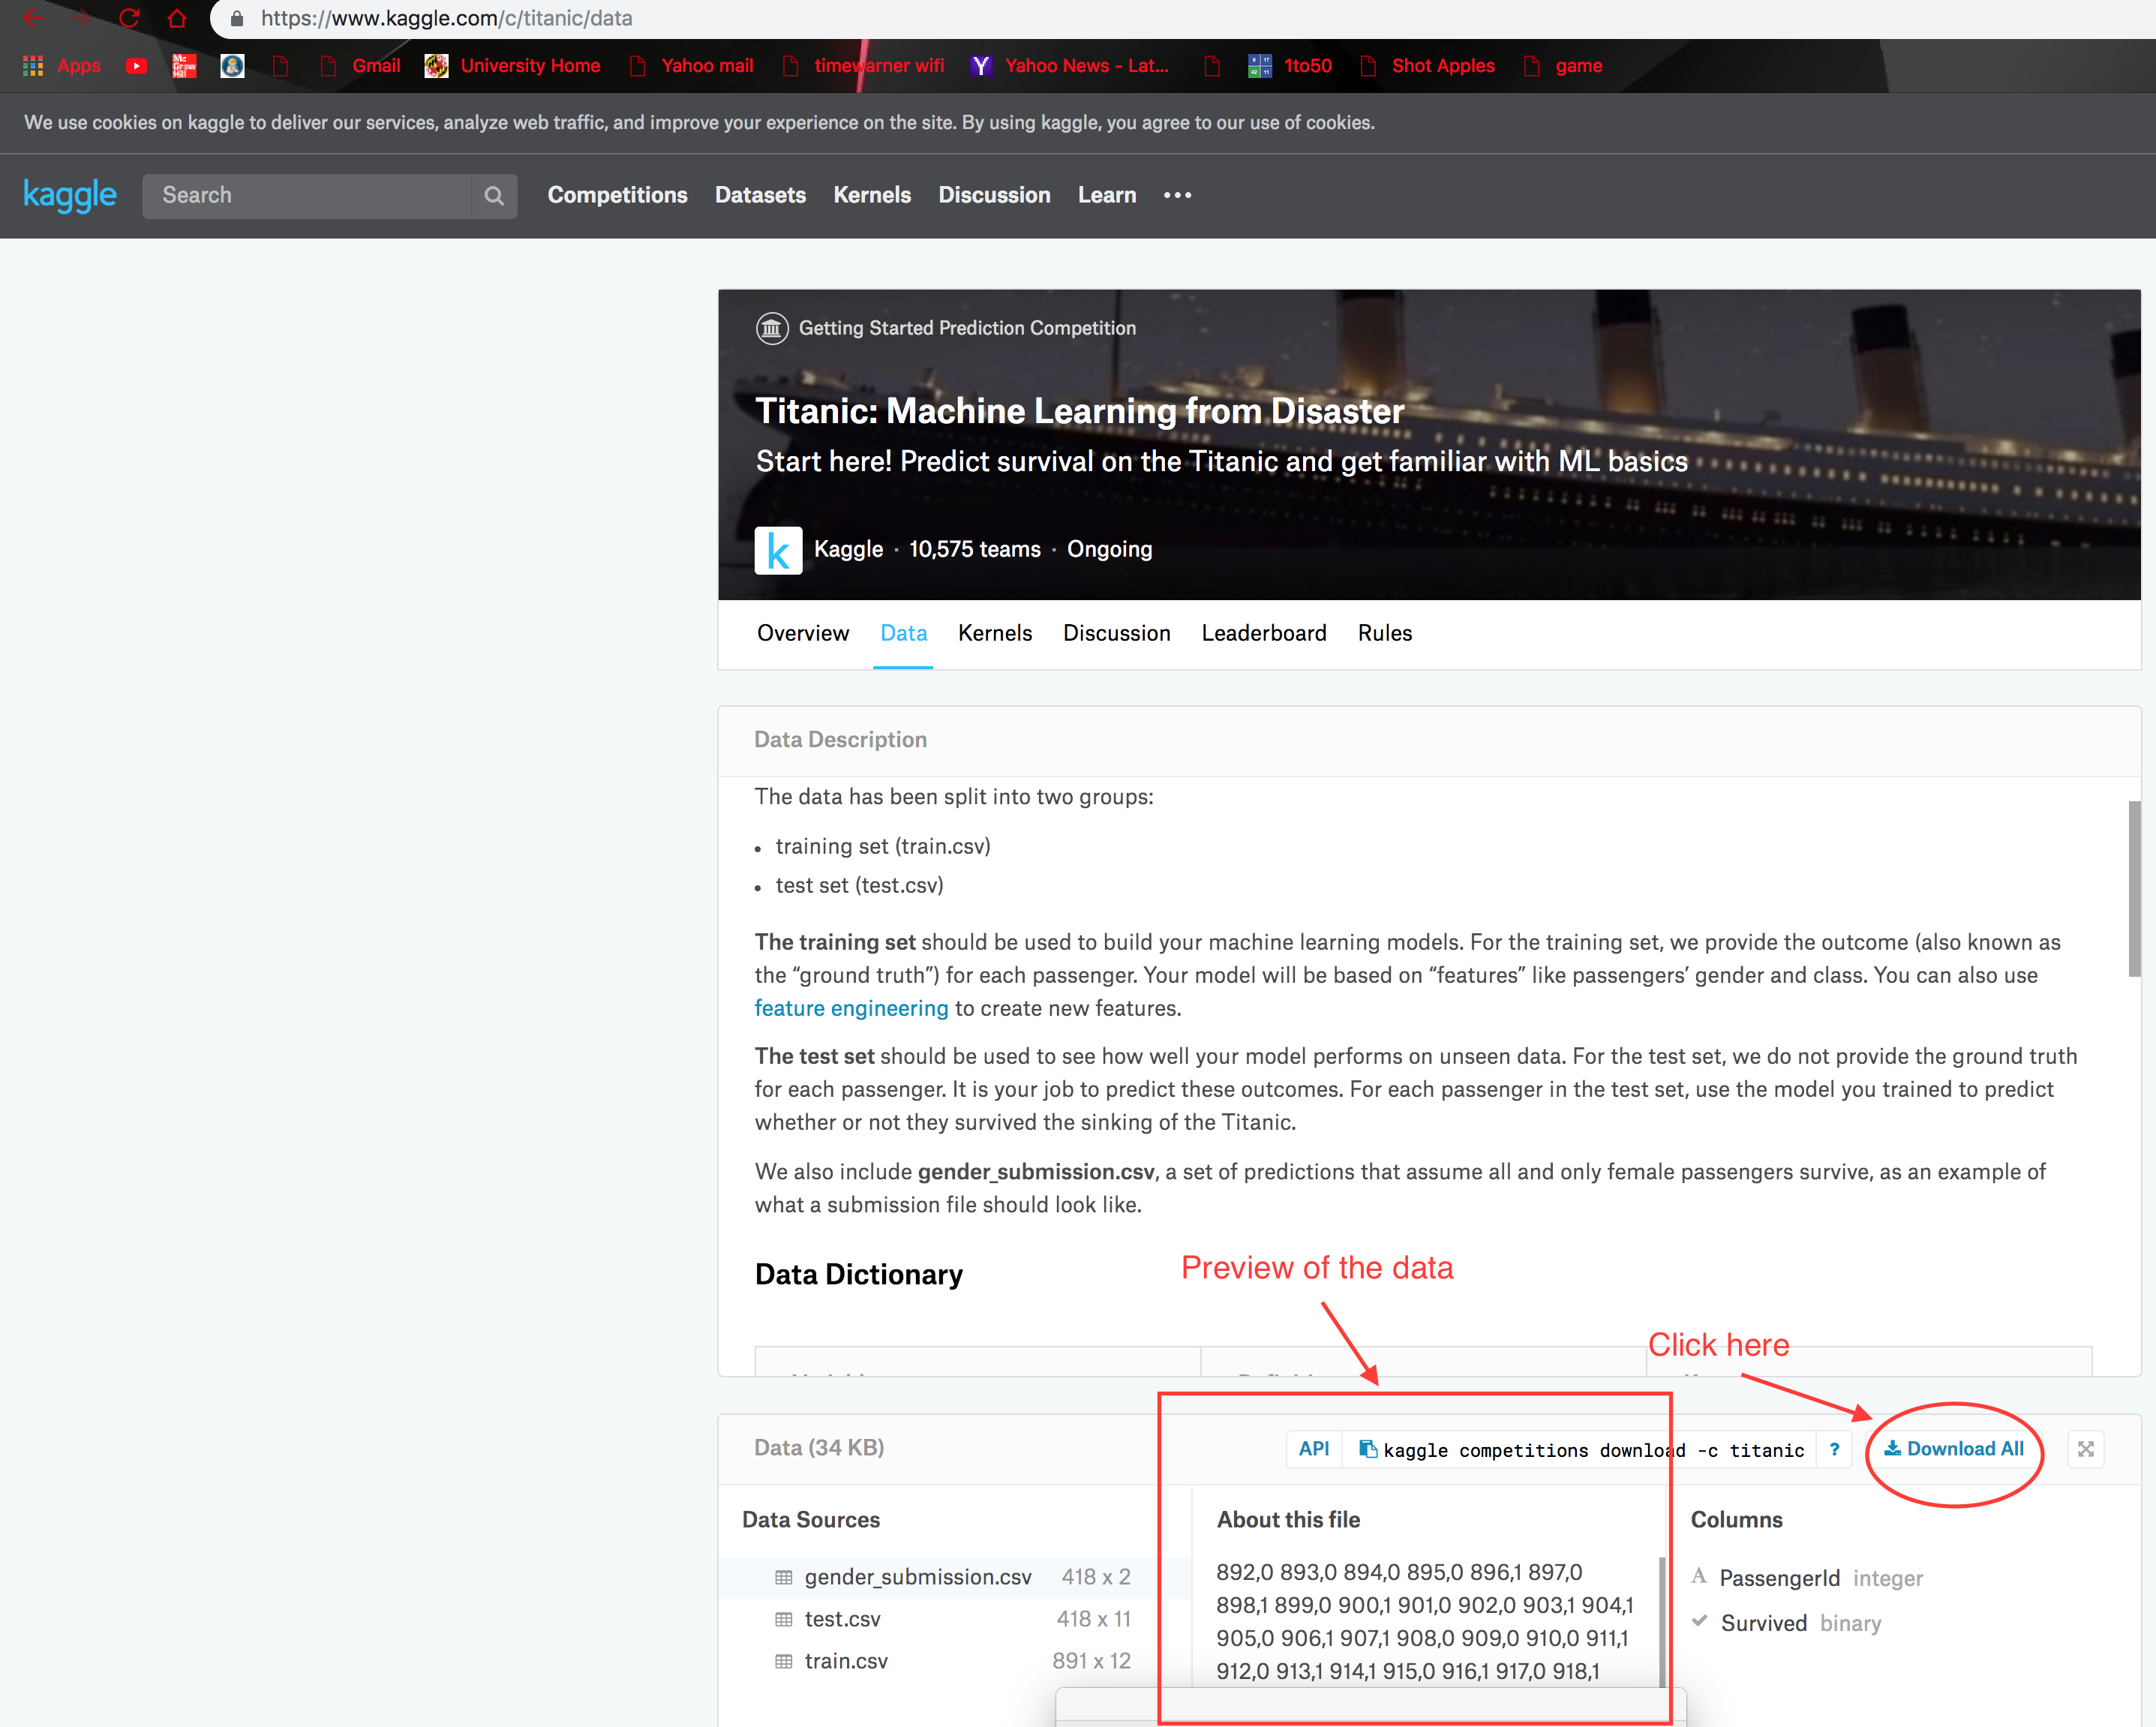 https://www.kaggle.com/c/titanic/data
Apps
Mc Graw Hill
Gmail
University Home
Yahoo mail
timewarner wifi
Y
Yahoo News - Lat...
1to50
Shot Apples
game
We use cookies on kaggle to deliver our services, analyze web traffic, and improve your experience on the site. By using kaggle, you agree to our use of cookies.
kaggle
Search
Competitions
Datasets
Kernels
Discussion
Learn
Getting Started Prediction Competition
Titanic: Machine Learning from Disaster
Start here! Predict survival on the Titanic and get familiar with ML basics
k
Kaggle · 10,575 teams · Ongoing
Overview
Data
Kernels
Discussion
Leaderboard
Rules
Data Description
The data has been split into two groups:
• training set (train.csv)
• test set (test.csv)
The training set should be used to build your machine learning models. For the training set, we provide the outcome (also known as
the “ground truth”) for each passenger. Your model will be based on “features” like passengers’ gender and class. You can also use
feature engineering to create new features.
The test set should be used to see how well your model performs on unseen data. For the test set, we do not provide the ground truth
for each passenger. It is your job to predict these outcomes. For each passenger in the test set, use the model you trained to predict
whether or not they survived the sinking of the Titanic.
We also include gender_submission.csv, a set of predictions that assume all and only female passengers survive, as an example of
what a submission file should look like.
Data Dictionary
Preview of the data
Click here
Data (34 KB)
API
kaggle competitions download -c titanic
?
Download All
Data Sources
gender_submission.csv 418 x 2
test.csv 418 x 11
train.csv 891 x 12
About this file
892,0 893,0 894,0 895,0 896,1 897,0
898,1 899,0 900,1 901,0 902,0 903,1 904,1
905,0 906,1 907,1 908,0 909,0 910,0 911,1
912,0 913,1 914,1 915,0 916,1 917,0 918,1
Columns
A PassengerId integer
Survived binary